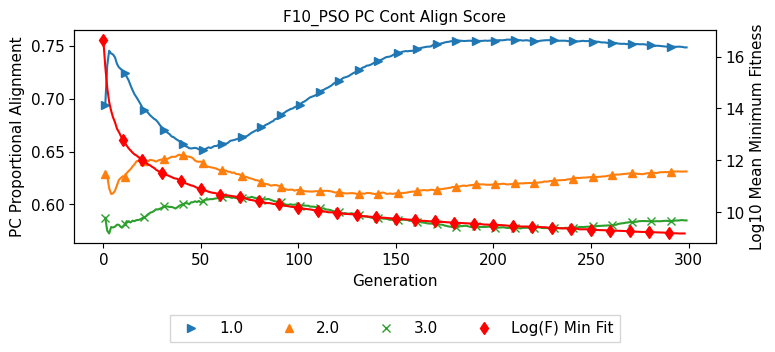 F10_PSO PC Cont Align Score
PC Proportional Alignment
0.75
0.70
0.65
0.60
16
14
12
10
Log10 Mean Minimum Fitness
0 50 100 150 200 250 300
Generation
1.0 2.0 3.0 Log(F) Min Fit